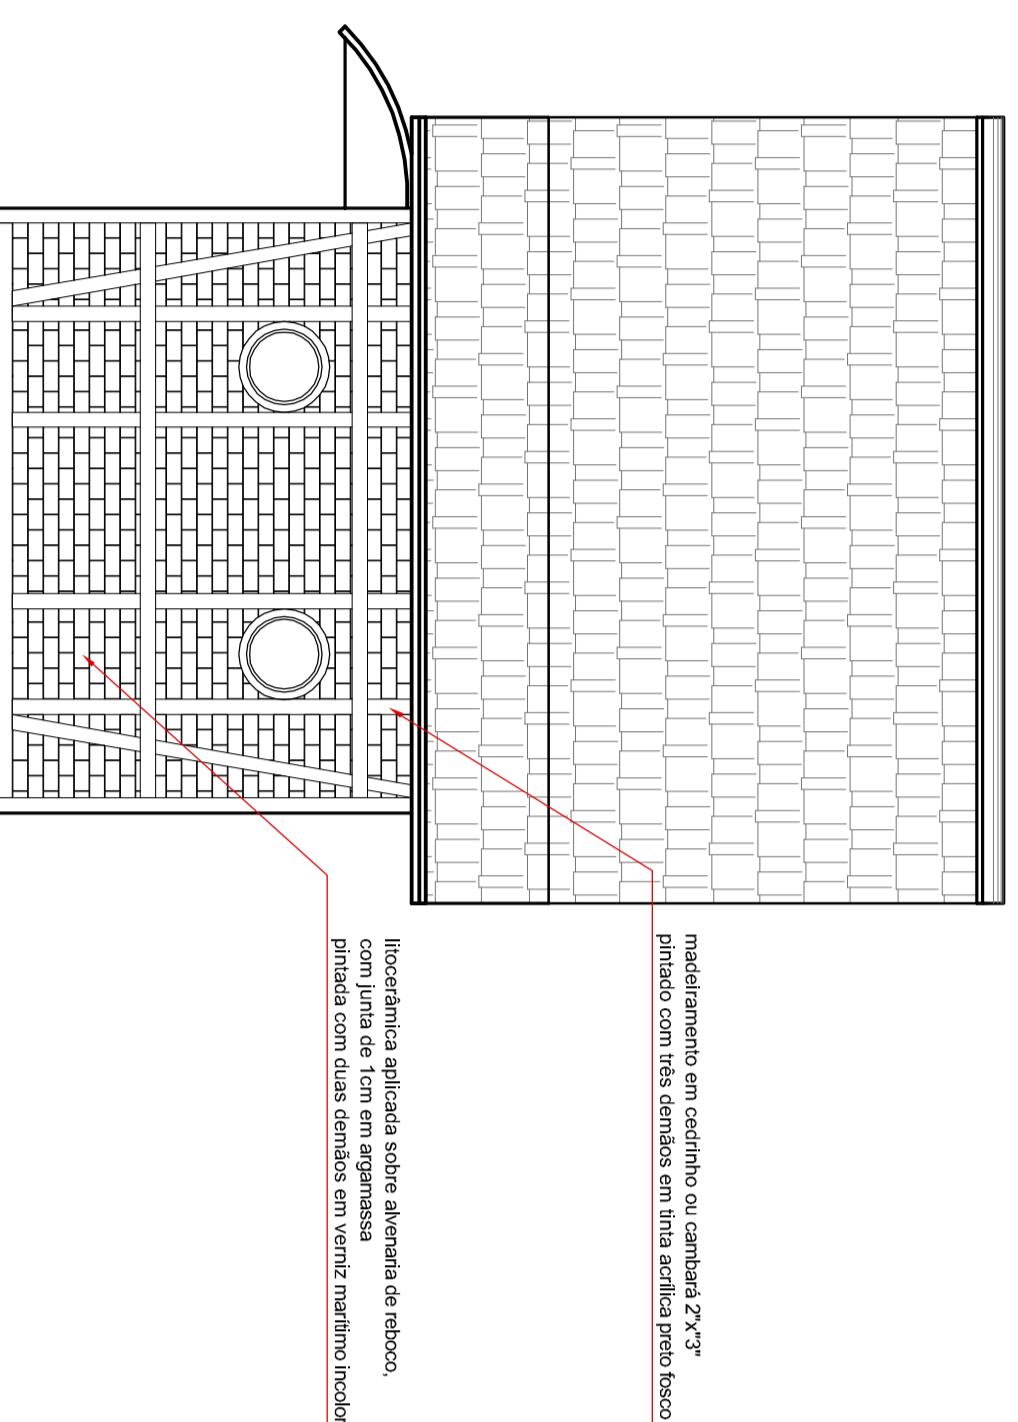 madeiramento em cedrinho ou cambará 2"x"3"
pintado com três demãos em tinta acrílica preto fosco
litocerâmica aplicada sobre alvenaria de reboco,
com junta de 1cm em argamassa
pintada com duas demãos em verniz marítimo incolor